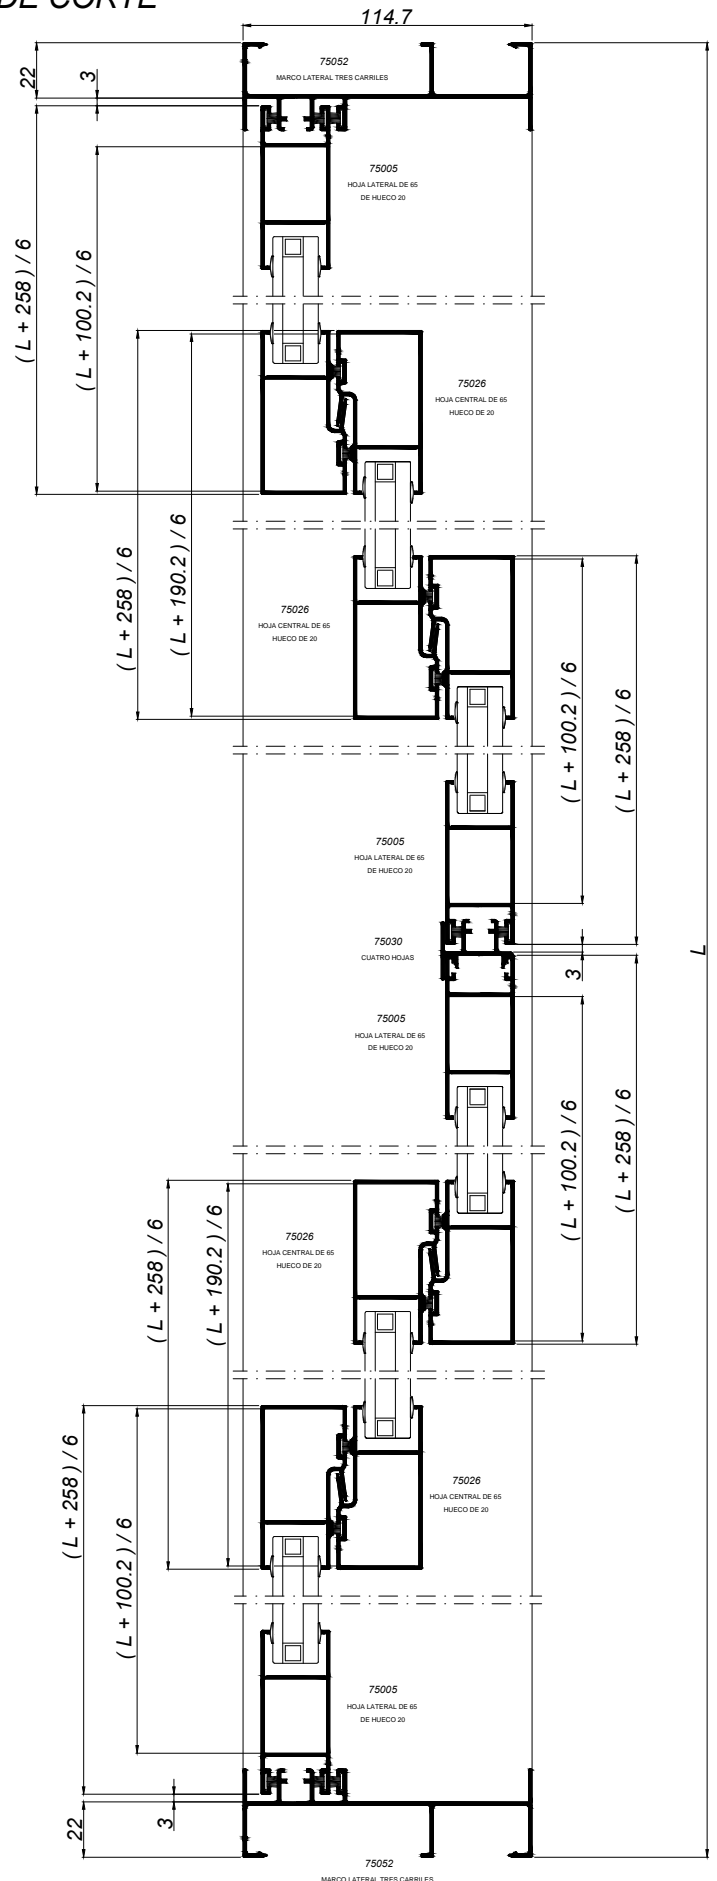 DE CORTE
114.7
22
3
75052
MARCO LATERAL TRES CARRILES
75005
HOJA LATERAL DE 65
DE HUECO 20
( L + 258 ) / 6
( L + 100.2 ) / 6
75026
HOJA CENTRAL DE 65
HUECO DE 20
( L + 258 ) / 6
( L + 190.2 ) / 6
75026
HOJA CENTRAL DE 65
HUECO DE 20
( L + 100.2 ) / 6
( L + 258 ) / 6
75005
HOJA LATERAL DE 65
DE HUECO 20
75030
CUATRO HOJAS
3
L
75005
HOJA LATERAL DE 65
DE HUECO 20
( L + 100.2 ) / 6
( L + 258 ) / 6
75026
HOJA CENTRAL DE 65
HUECO DE 20
( L + 258 ) / 6
( L + 190.2 ) / 6
75026
HOJA CENTRAL DE 65
HUECO DE 20
( L + 258 ) / 6
( L + 100.2 ) / 6
75005
HOJA LATERAL DE 65
DE HUECO 20
22
3
75052
MARCO LATERAL TRES CARRILES